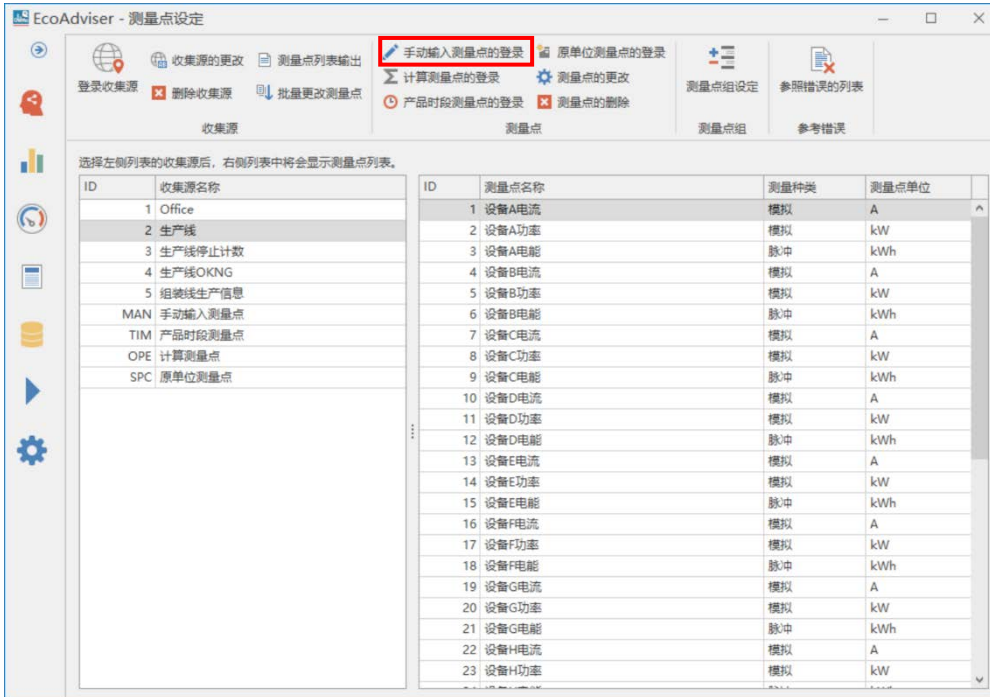 EcoAdviser - 测量点设定
登录收集源
收集源的更改
测量点列表输出
删除收集源
批量更改测量点
收集源
手动输入测量点的登录
原单位测量点的登录
计算测量点的登录
测量点的更改
产品时段测量点的登录
测量点的删除
测量点
测量点组设定
测量点组
参照错误的列表
参考错误
选择左侧列表的收集源后，右侧列表中将会显示测量点列表。
ID 收集源名称
1 Office
2 生产线
3 生产线停止计数
4 生产线OKNG
5 组装线生产信息
MAN 手动输入测量点
TIM 产品时段测量点
OPE 计算测量点
SPC 原单位测量点
ID 测量点名称 测量种类 测量点单位
1 设备A电流 模拟 A
2 设备A功率 模拟 kW
3 设备A电能 脉冲 kWh
4 设备B电流 模拟 A
5 设备B功率 模拟 kW
6 设备B电能 脉冲 kWh
7 设备C电流 模拟 A
8 设备C功率 模拟 kW
9 设备C电能 脉冲 kWh
10 设备D电流 模拟 A
11 设备D功率 模拟 kW
12 设备D电能 脉冲 kWh
13 设备E电流 模拟 A
14 设备E功率 模拟 kW
15 设备E电能 脉冲 kWh
16 设备F电流 模拟 A
17 设备F功率 模拟 kW
18 设备F电能 脉冲 kWh
19 设备G电流 模拟 A
20 设备G功率 模拟 kW
21 设备G电能 脉冲 kWh
22 设备H电流 模拟 A
23 设备H功率 模拟 kW